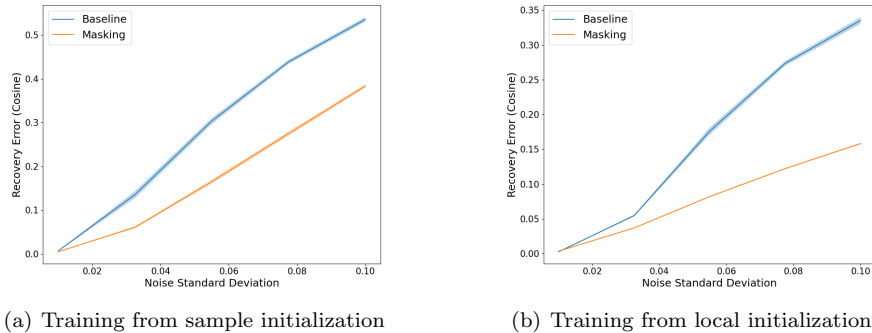 Baseline
Masking
Recovery Error (Cosine)
0.5
0.4
0.3
0.2
0.1
0.0
0.02 0.04 0.06 0.08 0.10
Noise Standard Deviation
(a) Training from sample initialization
Baseline
Masking
Recovery Error (Cosine)
0.35
0.30
0.25
0.20
0.15
0.10
0.05
0.00
0.02 0.04 0.06 0.08 0.10
Noise Standard Deviation
(b) Training from local initialization